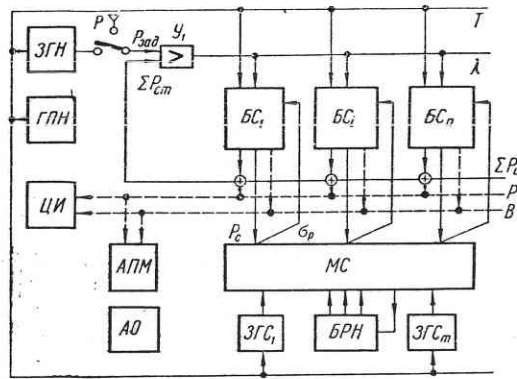 T
P
У₁
ЗГН
Pзад
>
λ
ΣPст
ГПН
БС₁
БСi
БСn
ΣPс
ЦИ
P
В
Pс
σр
АПМ
МС
АО
ЗГС₁
БРН
ЗГСm